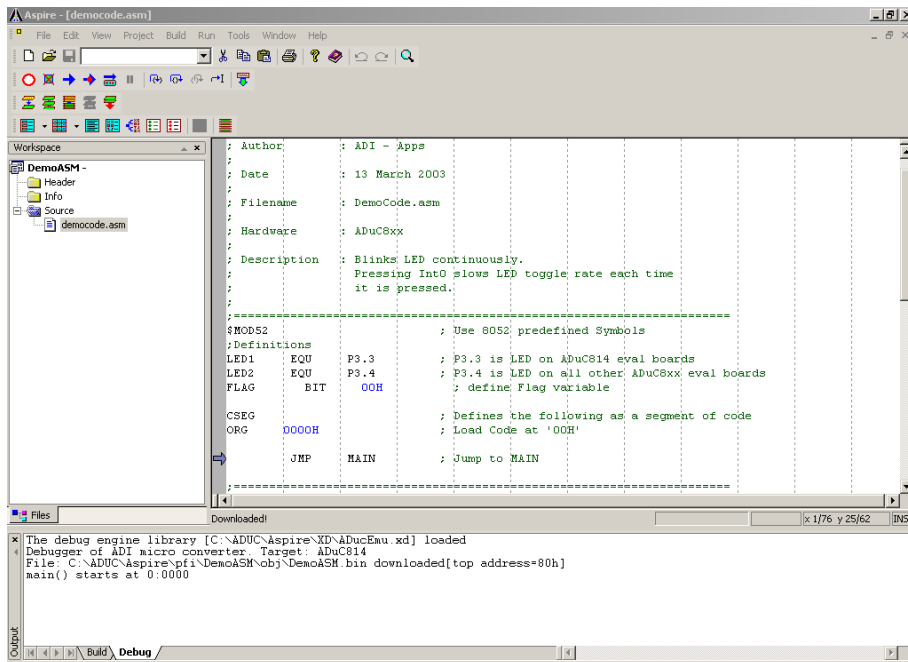 Aspire - [democode.asm]
File Edit View Project Build Run Tools Window Help
Workspace
DemoASM -
Header
Info
Source
democode.asm
Files
; Author : ADI - Apps
;
; Date : 13 March 2003
;
; Filename : DemoCode.asm
;
; Hardware : ADuC8xx
;
; Description : Blinks LED continuously.
; Pressing Int0 slows LED toggle rate each time
; it is pressed.
;
;======================================================================
$MOD52 ; Use 8052 predefined Symbols
;Definitions
LED1 EQU P3.3 ; P3.3 is LED on ADuC814 eval boards
LED2 EQU P3.4 ; P3.4 is LED on all other ADuC8xx eval boards
FLAG BIT 00H ; define Flag variable
CSEG ; Defines the following as a segment of code
ORG 0000H ; Load Code at '00H'
JMP MAIN ; Jump to MAIN
;======================================================================
Downloaded!
x 1/76 y 25/62 INS
The debug engine library [C:\ADUC\Aspire\XD\ADucEmu.xd] loaded
Debugger of ADI micro converter. Target: ADuC814
File: C:\ADUC\Aspire\pfi\DemoASM\obj\DemoASM.bin downloaded[top address=80h]
main() starts at 0:0000
Output
Build Debug